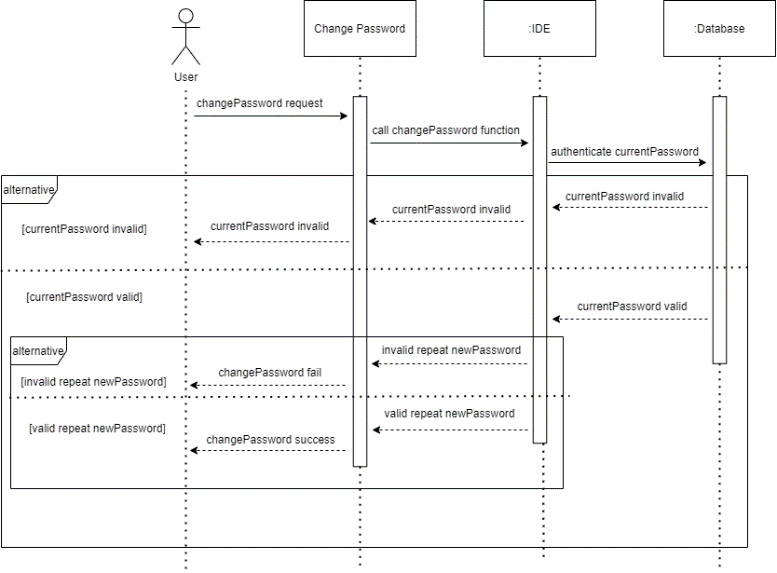 Change Password
:IDE
:Database
User
changePassword request
call changePassword function
authenticate currentPassword
alternative
currentPassword invalid
currentPassword invalid
currentPassword invalid
[currentPassword invalid]
[currentPassword valid]
currentPassword valid
alternative
invalid repeat newPassword
changePassword fail
[invalid repeat newPassword]
valid repeat newPassword
[valid repeat newPassword]
changePassword success